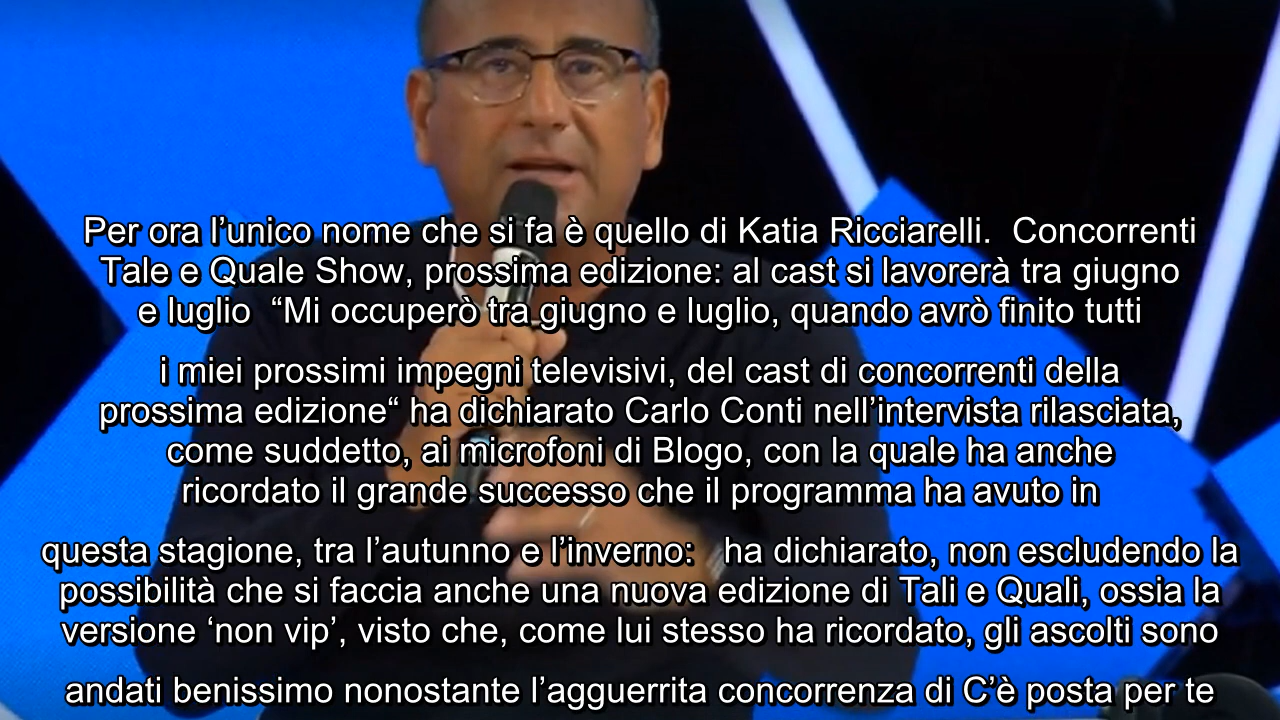 Per ora l’unico nome che si fa è quello di Katia Ricciarelli.  Concorrenti
Tale e Quale Show, prossima edizione: al cast si lavorerà tra giugno
e luglio  “Mi occuperò tra giugno e luglio, quando avrò finito tutti
i miei prossimi impegni televisivi, del cast di concorrenti della
prossima edizione“ ha dichiarato Carlo Conti nell’intervista rilasciata,
come suddetto, ai microfoni di Blogo, con la quale ha anche
ricordato il grande successo che il programma ha avuto in
questa stagione, tra l’autunno e l’inverno:   ha dichiarato, non escludendo la
possibilità che si faccia anche una nuova edizione di Tali e Quali, ossia la
versione ‘non vip’, visto che, come lui stesso ha ricordato, gli ascolti sono
andati benissimo nonostante l’agguerrita concorrenza di C’è posta per te